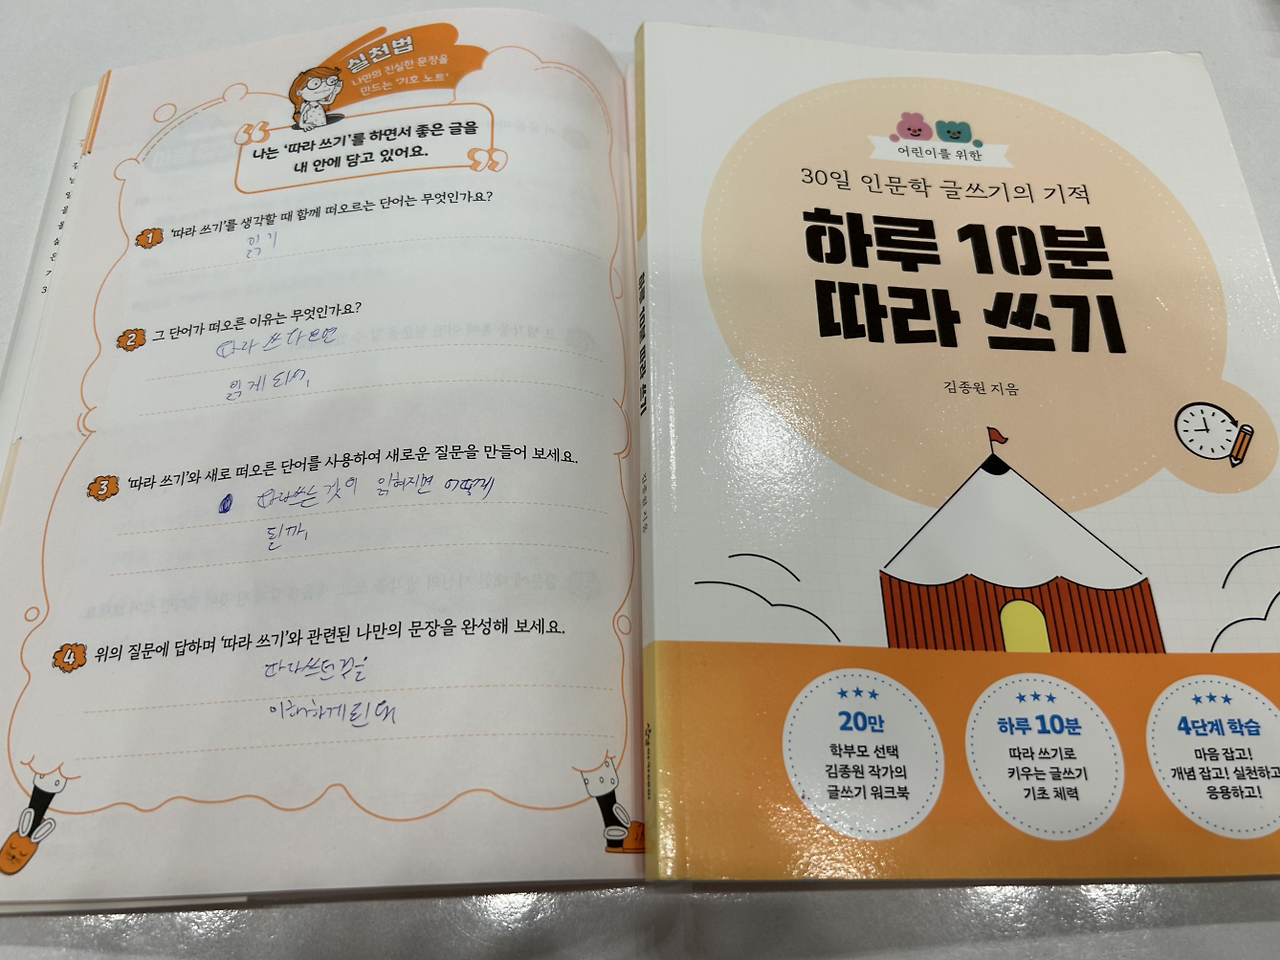 실천법
나만의 진실한 문장을
만드는 '기호 노트'
나는 '따라 쓰기'를 하면서 좋은 글을
내 안에 담고 있어요.
1 '따라 쓰기'를 생각할 때 함께 떠오르는 단어는 무엇인가요?
읽기
2 그 단어가 떠오른 이유는 무엇인가요?
따라 쓰다보면
읽게 되서,
3 '따라 쓰기'와 새로 떠오른 단어를 사용하여 새로운 질문을 만들어 보세요.
따라쓰는 것이 읽혀지면 어떻게
될까,
4 위의 질문에 답하며 '따라 쓰기'와 관련된 나만의 문장을 완성해 보세요.
이해하게 된다
어린이를 위한
30일 인문학 글쓰기의 기적
하루 10분
따라 쓰기
김종원 지음
20만
학부모 선택
김종원 작가의
글쓰기 워크북
하루 10분
따라 쓰기로
키우는 글쓰기
기초 체력
4단계 학습
마음 잡고!
개념 잡고! 실천하고
응용하고!
하루 10분 따라 쓰기
김종원 지음